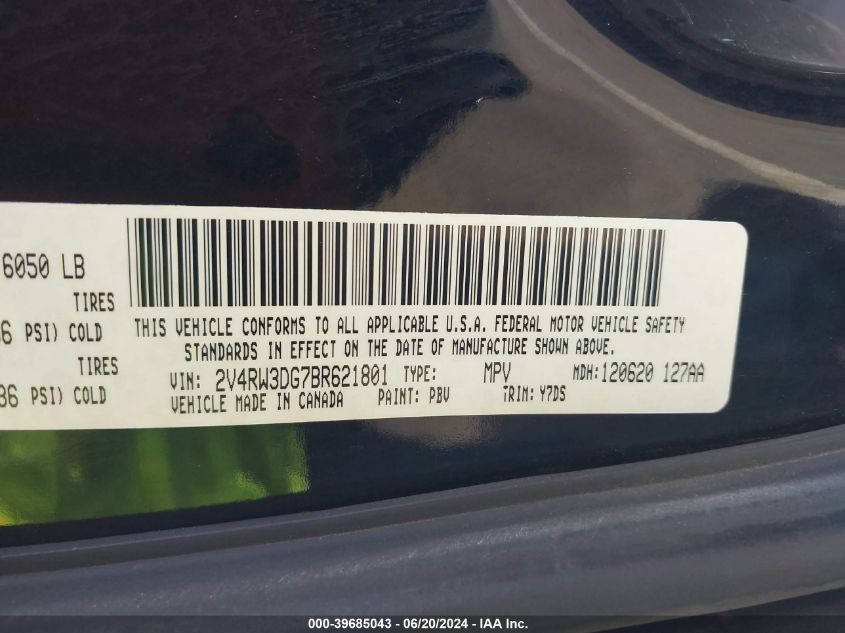 6050 LB
TIRES
36 PSI) COLD
TIRES
36 PSI) COLD
THIS VEHICLE CONFORMS TO ALL APPLICABLE U.S.A. FEDERAL MOTOR VEHICLE SAFETY
STANDARDS IN EFFECT ON THE DATE OF MANUFACTURE SHOWN ABOVE.
VIN: 2V4RW3DG7BR621801 TYPE: MPV MDH: 120620 127AA
VEHICLE MADE IN CANADA PAINT: PBV TRIM: Y7DS
000-39685043 / 06/20/2024 - IAA Inc.